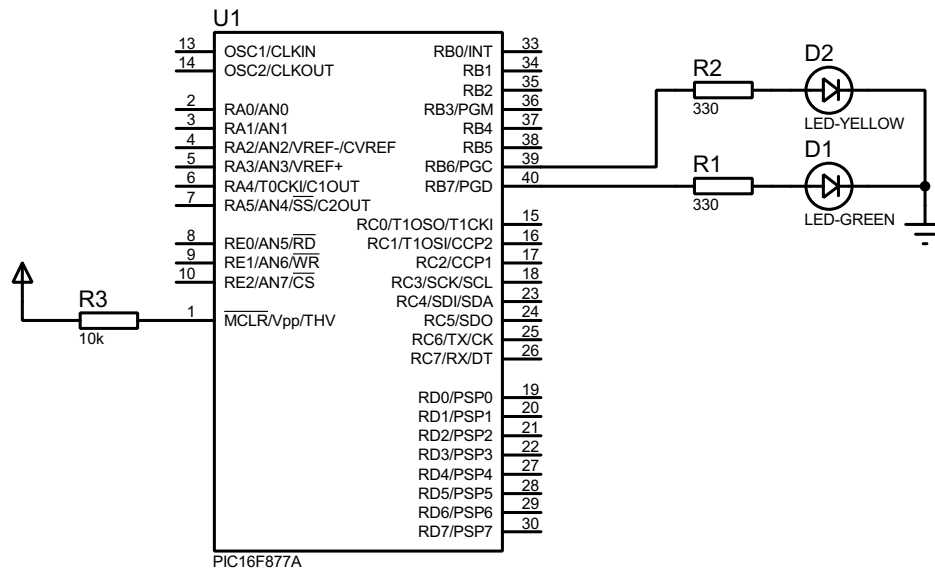 U1
13 OSC1/CLKIN RB0/INT 33
14 OSC2/CLKOUT RB1 34
RB2 35
2 RA0/AN0 RB3/PGM 36
3 RA1/AN1 RB4 37
4 RA2/AN2/VREF-/CVREF RB5 38
5 RA3/AN3/VREF+ RB6/PGC 39
6 RA4/T0CKI/C1OUT RB7/PGD 40
7 RA5/AN4/SS/C2OUT
RC0/T1OSO/T1CKI 15
8 RE0/AN5/RD RC1/T1OSI/CCP2 16
9 RE1/AN6/WR RC2/CCP1 17
10 RE2/AN7/CS RC3/SCK/SCL 18
RC4/SDI/SDA 23
1 MCLR/Vpp/THV RC5/SDO 24
RC6/TX/CK 25
RC7/RX/DT 26
RD0/PSP0 19
RD1/PSP1 20
RD2/PSP2 21
RD3/PSP3 22
RD4/PSP4 27
RD5/PSP5 28
RD6/PSP6 29
RD7/PSP7 30
PIC16F877A
R3
10k
R2
330
D2
LED-YELLOW
R1
330
D1
LED-GREEN